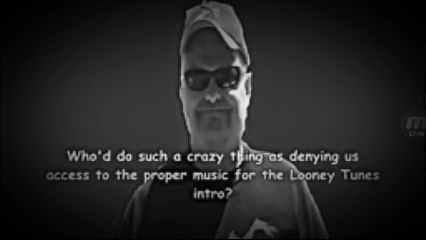 Who'd do such a crazy thing as denying us
access to the proper music for the Looney Tunes
intro?